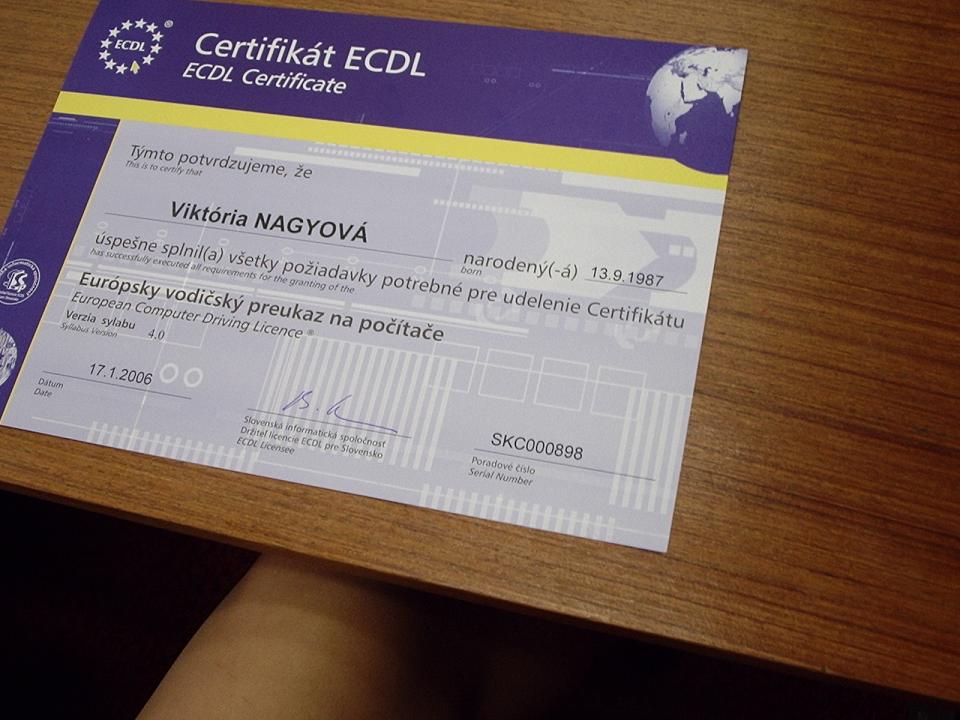 ECDL
®
Certifikát ECDL
ECDL Certificate
Týmto potvrdzujeme, že
This is to certify that
Viktória NAGYOVÁ
narodený(-á) 13.9.1987
born
úspešne splnil(a) všetky požiadavky potrebné pre udelenie Certifikátu
has successfully executed all requirements for the granting of the
Európsky vodičský preukaz na počítače
European Computer Driving Licence ®
Verzia sylabu 4.0
Syllabus Version
17.1.2006
Dátum
Date
Slovenská informatická spoločnosť
Držiteľ licencie ECDL pre Slovensko
ECDL Licensee
SKC000898
Poradové číslo
Serial Number